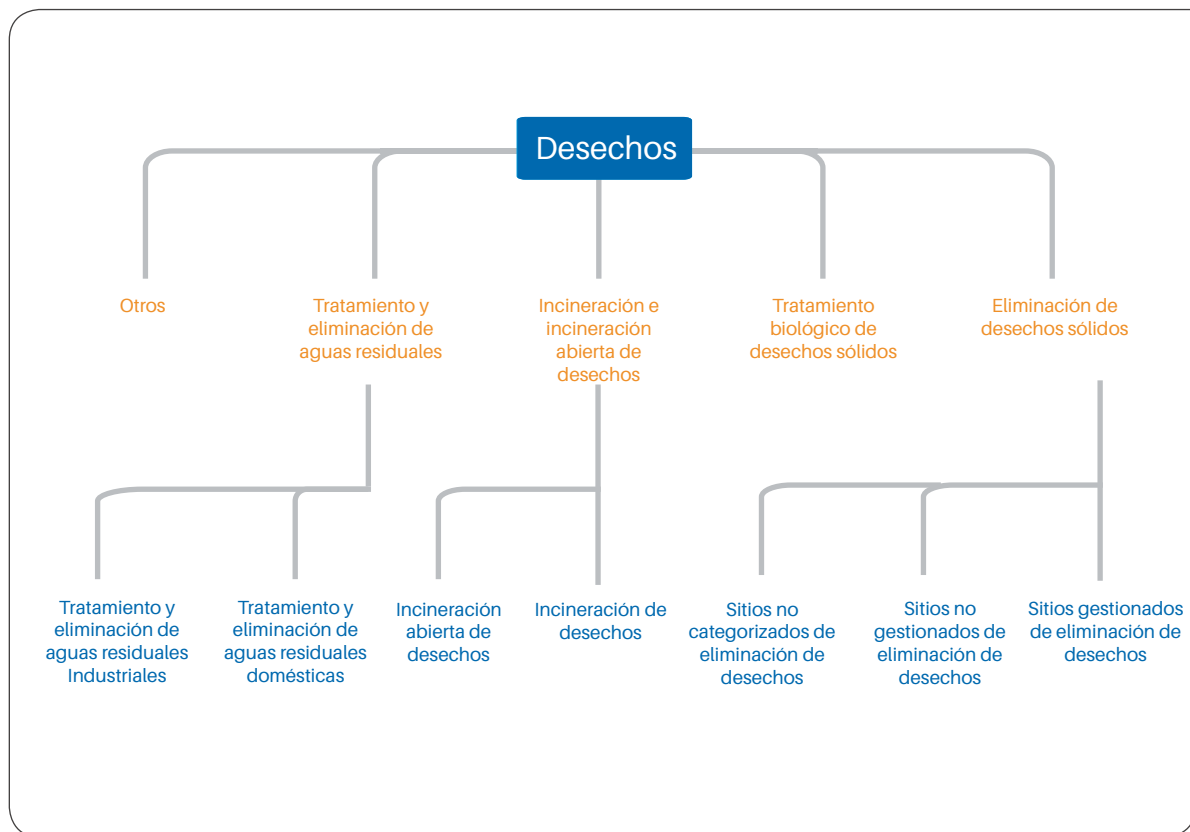 Desechos
Otros
Tratamiento y
eliminación de
aguas residuales
Incineración e
incineración
abierta de
desechos
Tratamiento
biológico de
desechos sólidos
Eliminación de
desechos sólidos
Tratamiento y
eliminación de
aguas residuales
Industriales
Tratamiento y
eliminación de
aguas residuales
domésticas
Incineración
abierta de
desechos
Incineración de
desechos
Sitios no
categorizados de
eliminación de
desechos
Sitios no
gestionados de
eliminación de
desechos
Sitios gestionados
de eliminación de
desechos